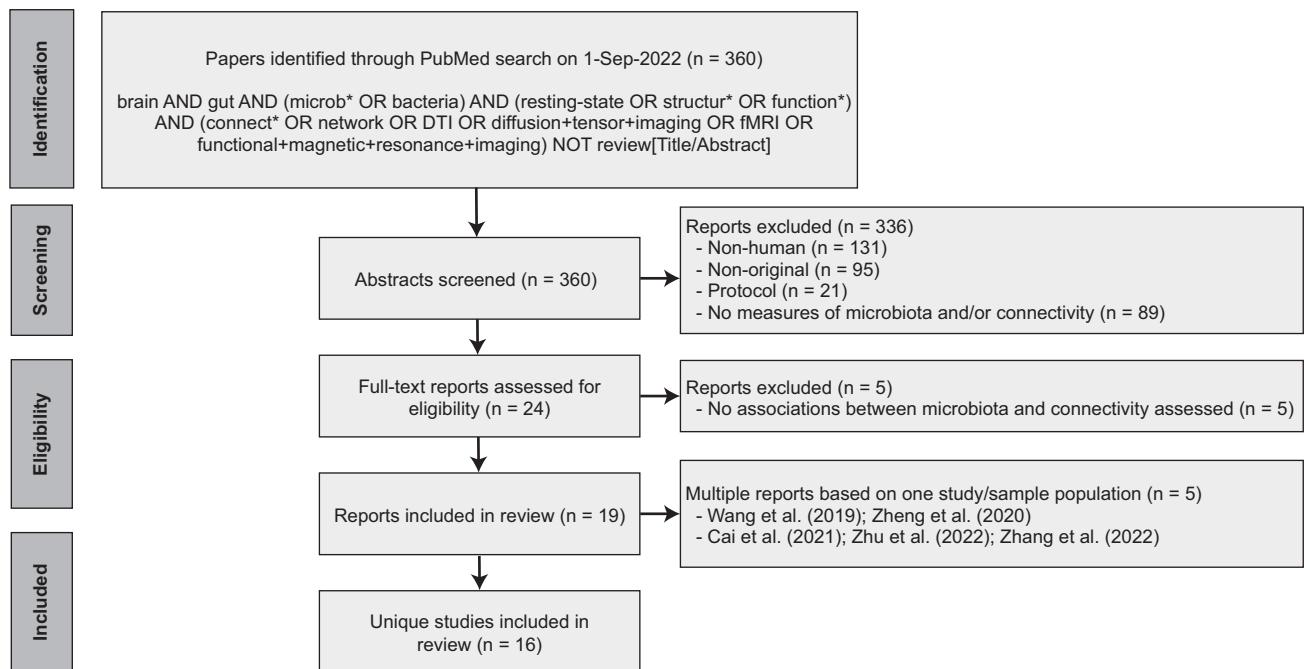 Identification
Papers identified through PubMed search on 1-Sep-2022 (n = 360)
brain AND gut AND (microb* OR bacteria) AND (resting-state OR structur* OR function*)
AND (connect* OR network OR DTI OR diffusion+tensor+imaging OR fMRI OR
functional+magnetic+resonance+imaging) NOT review[Title/Abstract]
Screening
Abstracts screened (n = 360)
Reports excluded (n = 336)
- Non-human (n = 131)
- Non-original (n = 95)
- Protocol (n = 21)
- No measures of microbiota and/or connectivity (n = 89)
Eligibility
Full-text reports assessed for
eligibility (n = 24)
Reports excluded (n = 5)
- No associations between microbiota and connectivity assessed (n = 5)
Reports included in review (n = 19)
Multiple reports based on one study/sample population (n = 5)
- Wang et al. (2019); Zheng et al. (2020)
- Cai et al. (2021); Zhu et al. (2022); Zhang et al. (2022)
Included
Unique studies included in
review (n = 16)